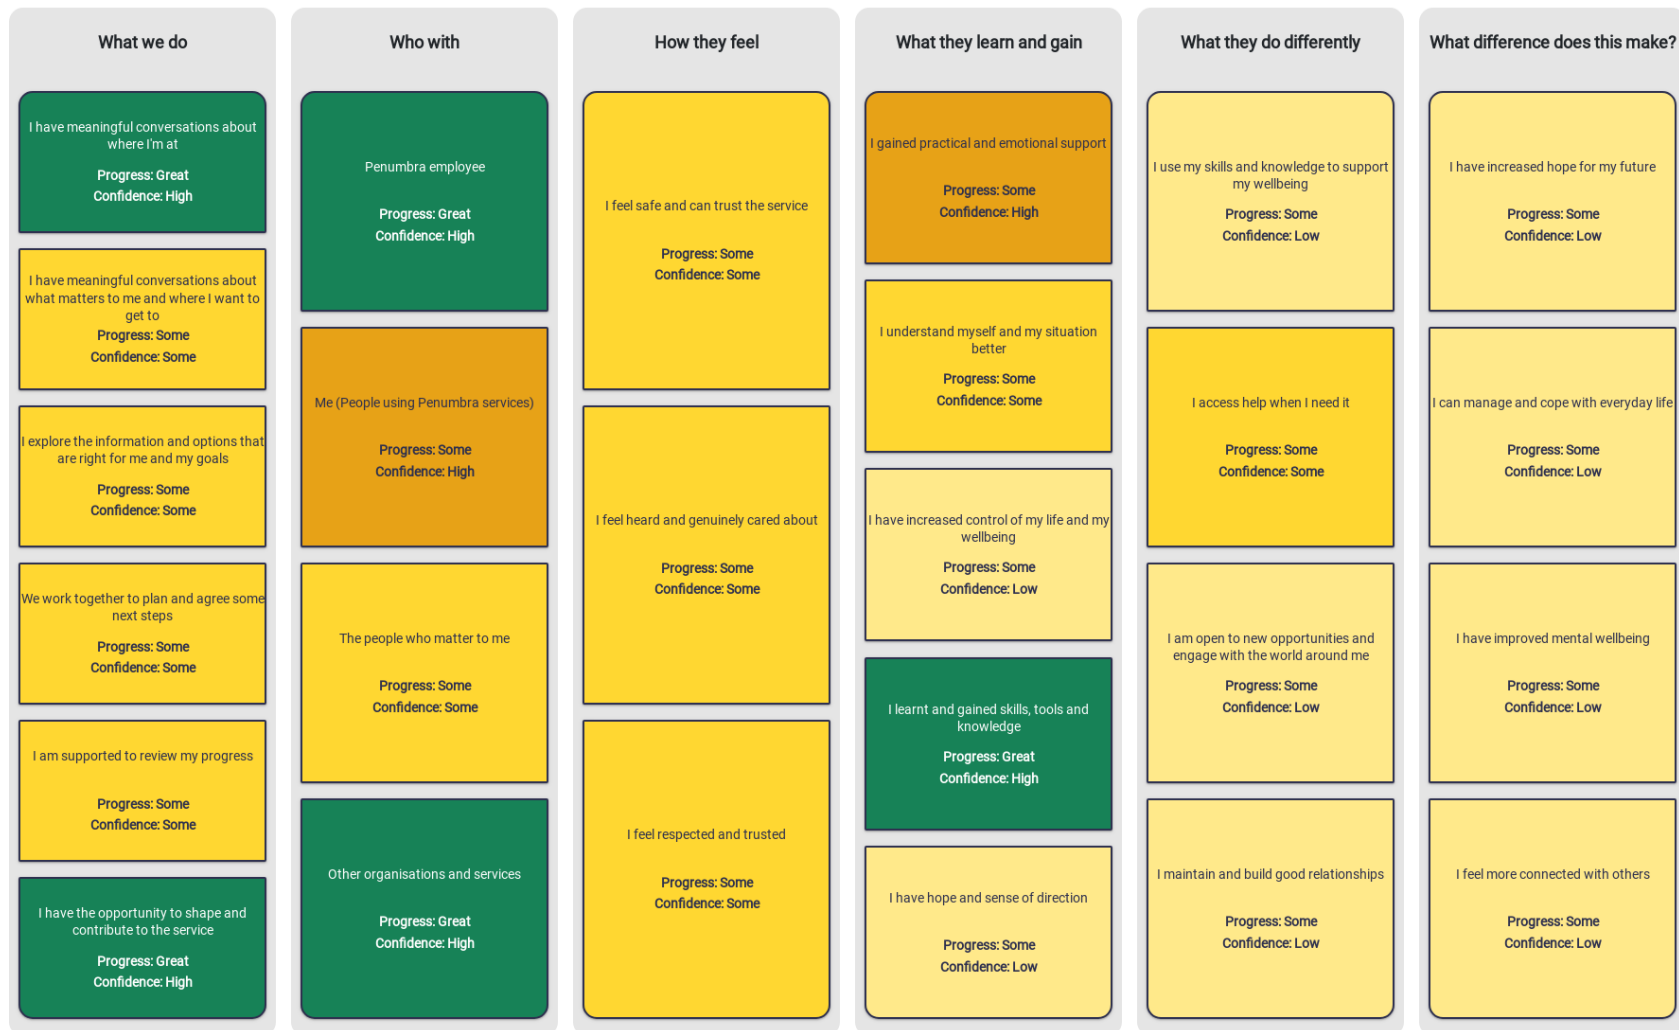 What we do
I have meaningful conversations about
where I'm at
Progress: Great
Confidence: High
I have meaningful conversations about
what matters to me and where I want to
get to
Progress: Some
Confidence: Some
I explore the information and options that
are right for me and my goals
Progress: Some
Confidence: Some
We work together to plan and agree some
next steps
Progress: Some
Confidence: Some
I am supported to review my progress
Progress: Some
Confidence: Some
I have the opportunity to shape and
contribute to the service
Progress: Great
Confidence: High
Who with
Penumbra employee
Progress: Great
Confidence: High
Me (People using Penumbra services)
Progress: Some
Confidence: High
The people who matter to me
Progress: Some
Confidence: Some
Other organisations and services
Progress: Great
Confidence: High
How they feel
I feel safe and can trust the service
Progress: Some
Confidence: Some
I feel heard and genuinely cared about
Progress: Some
Confidence: Some
I feel respected and trusted
Progress: Some
Confidence: Some
What they learn and gain
I gained practical and emotional support
Progress: Some
Confidence: High
I understand myself and my situation
better
Progress: Some
Confidence: Some
I have increased control of my life and my
wellbeing
Progress: Some
Confidence: Low
I learnt and gained skills, tools and
knowledge
Progress: Great
Confidence: High
I have hope and sense of direction
Progress: Some
Confidence: Low
What they do differently
I use my skills and knowledge to support
my wellbeing
Progress: Some
Confidence: Low
I access help when I need it
Progress: Some
Confidence: Some
I am open to new opportunities and
engage with the world around me
Progress: Some
Confidence: Low
I maintain and build good relationships
Progress: Some
Confidence: Low
What difference does this make?
I have increased hope for my future
Progress: Some
Confidence: Low
I can manage and cope with everyday life
Progress: Some
Confidence: Low
I have improved mental wellbeing
Progress: Some
Confidence: Low
I feel more connected with others
Progress: Some
Confidence: Low